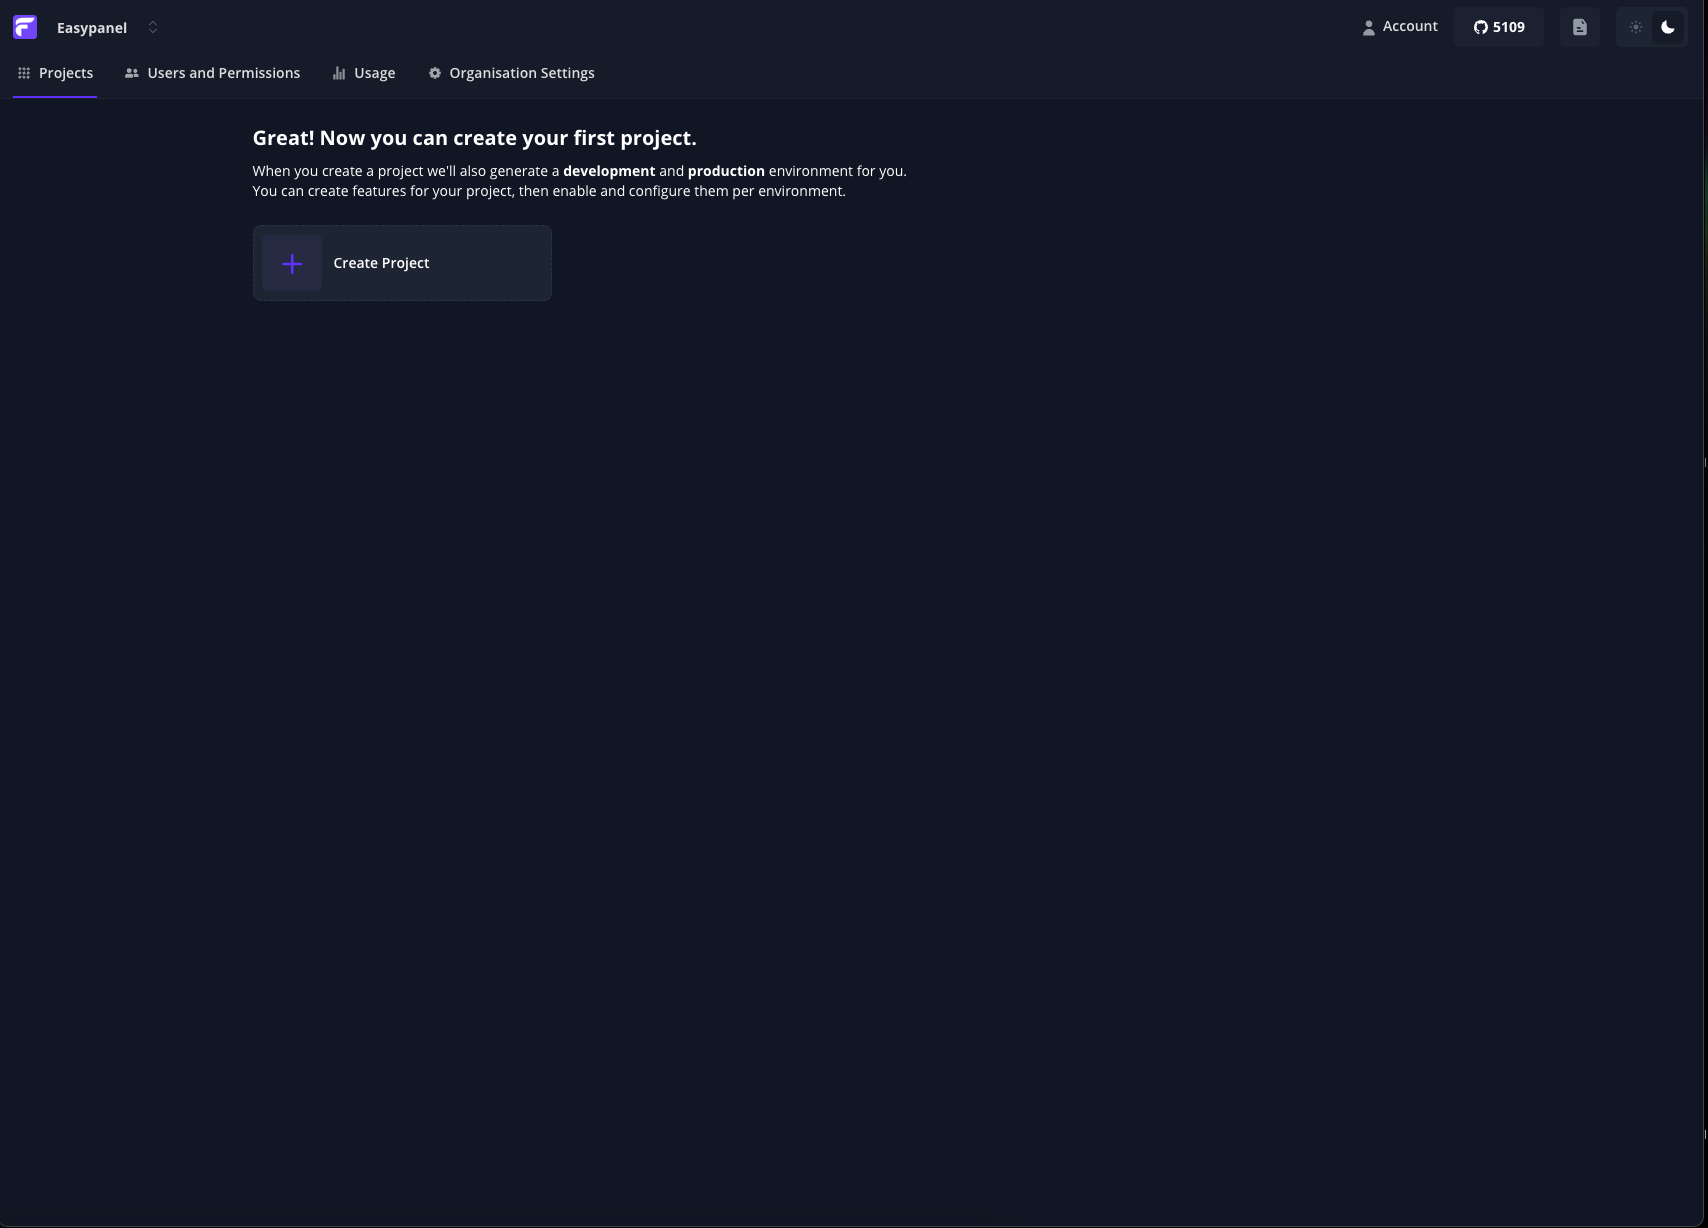 Easypanel
Account
5109
Projects
Users and Permissions
Usage
Organisation Settings
Great! Now you can create your first project.
When you create a project we'll also generate a development and production environment for you.
You can create features for your project, then enable and configure them per environment.
Create Project